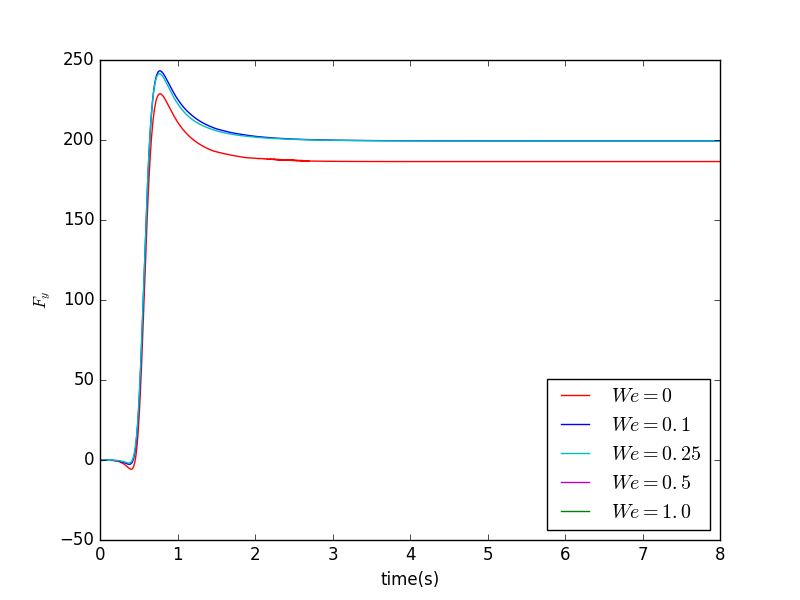 250
200
150
100
50
0
−50
0 1 2 3 4 5 6 7 8
F_y
time(s)
We = 0
We = 0.1
We = 0.25
We = 0.5
We = 1.0